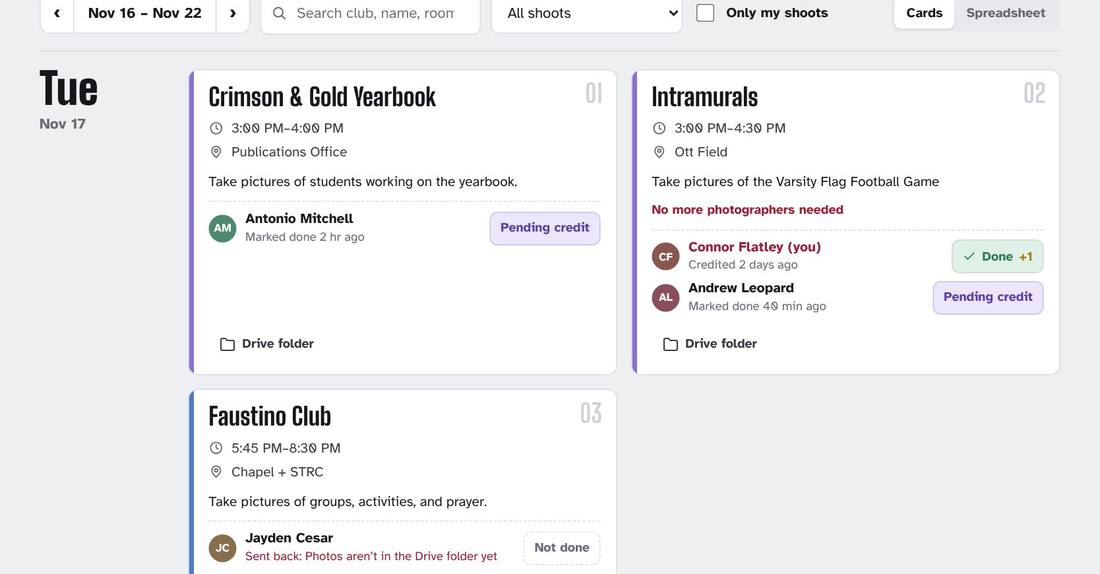 ‹ Nov 16 – Nov 22 › Search club, name, room All shoots Only my shoots Cards Spreadsheet
Tue
Nov 17
Crimson & Gold Yearbook 01
3:00 PM–4:00 PM
Publications Office
Take pictures of students working on the yearbook.
AM Antonio Mitchell
Marked done 2 hr ago
Pending credit
Drive folder
Intramurals 02
3:00 PM–4:30 PM
Ott Field
Take pictures of the Varsity Flag Football Game
No more photographers needed
CF Connor Flatley (you)
Credited 2 days ago
Done +1
AL Andrew Leopard
Marked done 40 min ago
Pending credit
Drive folder
Faustino Club 03
5:45 PM–8:30 PM
Chapel + STRC
Take pictures of groups, activities, and prayer.
JC Jayden Cesar
Sent back: Photos aren’t in the Drive folder yet
Not done